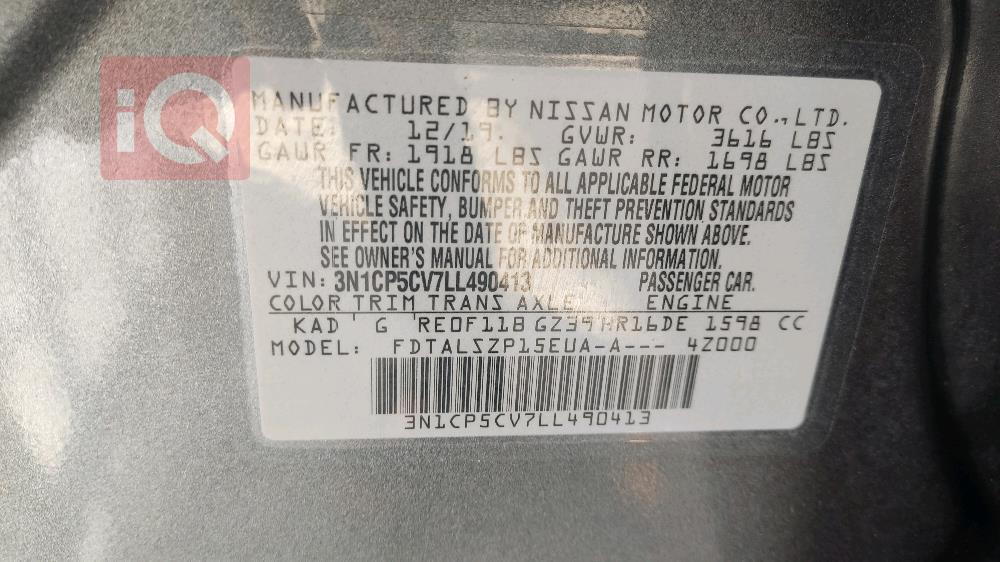 iQ
MANUFACTURED BY NISSAN MOTOR CO.,LTD.
DATE: 12/19. GVWR: 3616 LBS
GAWR FR: 1918 LBS GAWR RR: 1698 LBS
THIS VEHICLE CONFORMS TO ALL APPLICABLE FEDERAL MOTOR
VEHICLE SAFETY, BUMPER AND THEFT PREVENTION STANDARDS
IN EFFECT ON THE DATE OF MANUFACTURE SHOWN ABOVE.
SEE OWNER'S MANUAL FOR ADDITIONAL INFORMATION.
VIN: 3N1CP5CV7LL490413 PASSENGER CAR.
COLOR TRIM TRANS AXLE ENGINE
KAD G RE0F11B GZ39 HR16DE 1598 CC
MODEL: FDTALSZP15EUA-A--- 4Z000
3N1CP5CV7LL490413